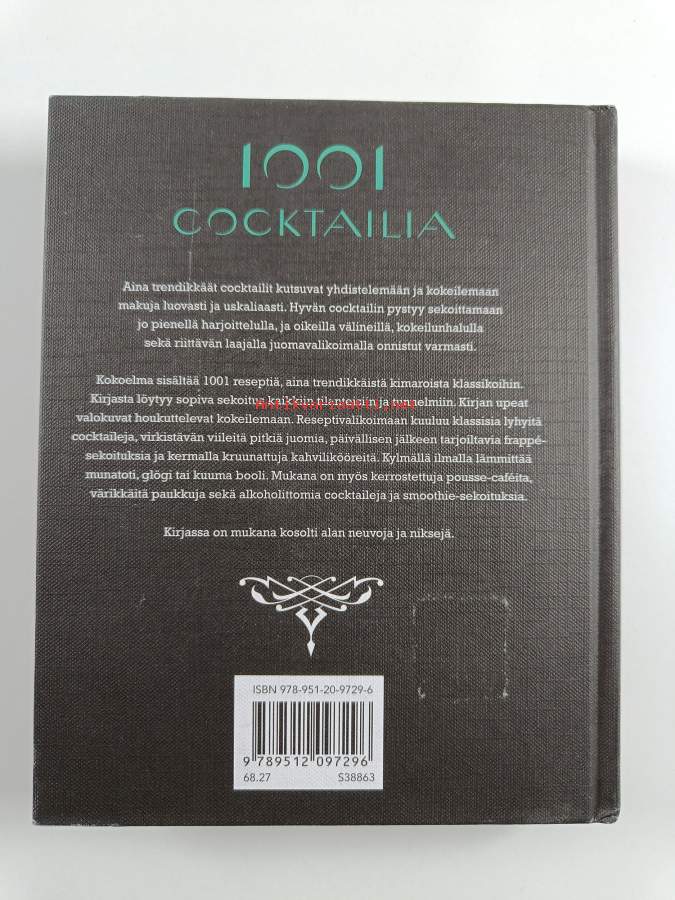 1001
COCKTAILIA
Aina trendikkäät cocktailit kutsuvat yhdistelemään ja kokeilemaan
makuja luovasti ja uskaliaasti. Hyvän cocktailin pystyy sekoittamaan
jo pienellä harjoittelulla, ja oikeilla välineillä, kokeilunhalulla
sekä riittävän laajalla juomavalikoimalla onnistut varmasti.
Kokoelma sisältää 1001 reseptiä, aina trendikkäistä kimaroista klassikoihin.
Kirjasta löytyy sopiva sekoitus kaikkiin tilanteisiin ja tunnelmiin. Kirjan upeat
valokuvat houkuttelevat kokeilemaan. Reseptivalikoimaan kuuluu klassisia lyhyitä
cocktaileja, virkistävän viileitä pitkiä juomia, päivällisen jälkeen tarjoiltavia frappé-
sekoituksia ja kermalla kruunattuja kahviliköörejä. Kylmällä ilmalla lämmittää
munatoti, glögi tai kuuma booli. Mukana on myös kerrostettuja pousse-caféita,
värikkäitä paukkuja sekä alkoholittomia cocktaileja ja smoothie-sekoituksia.
Kirjassa on mukana kosolti alan neuvoja ja niksejä.
ISBN 978-951-20-9729-6
9 789512 097296
68.27 S38863